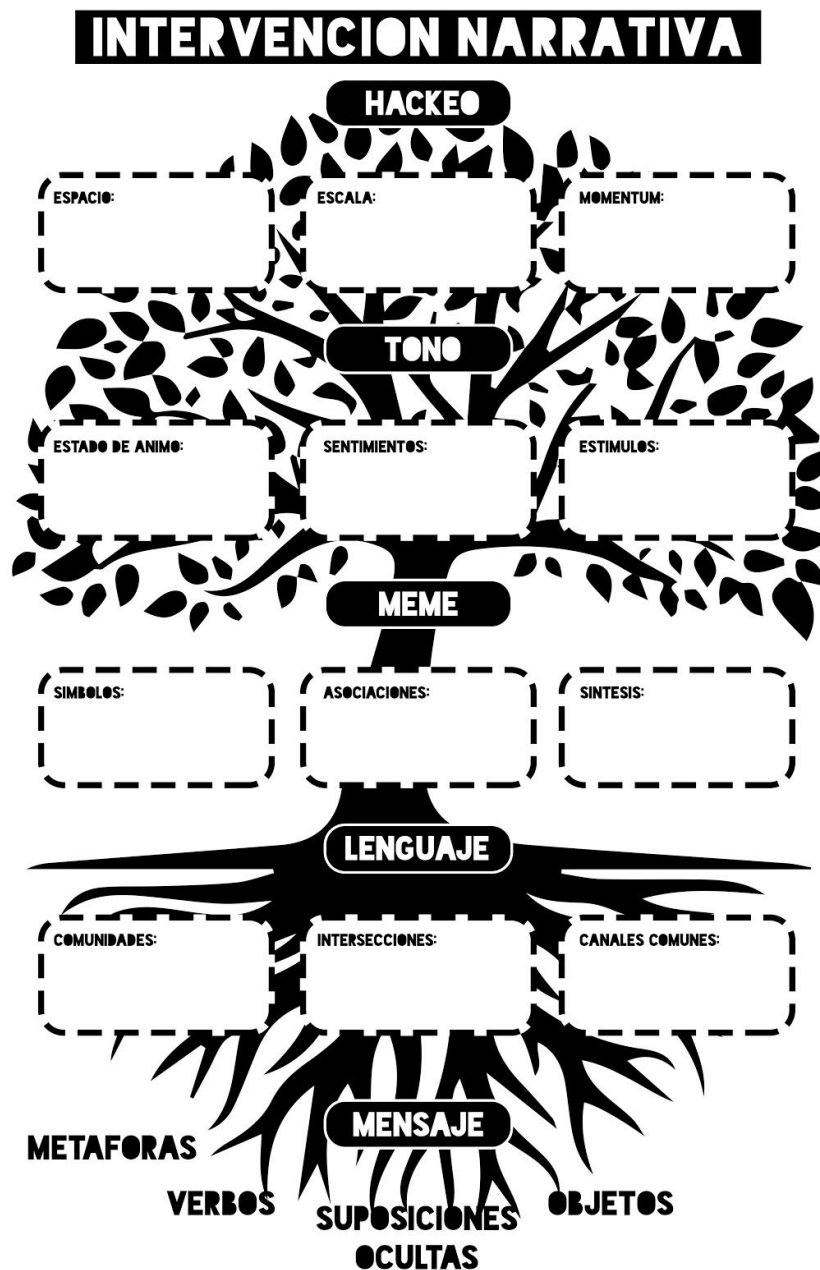 INTERVENCION NARRATIVA
HACKEO
ESPACIO:
ESCALA:
MOMENTUM:
TONO
ESTADO DE ANIMO:
SENTIMIENTOS:
ESTIMULOS:
MEME
SIMBOLOS:
ASOCIACIONES:
SINTESIS:
LENGUAJE
COMUNIDADES:
INTERSECCIONES:
CANALES COMUNES:
MENSAJE
METAFORAS
VERBOS
SUPOSICIONES
OCULTAS
OBJETOS